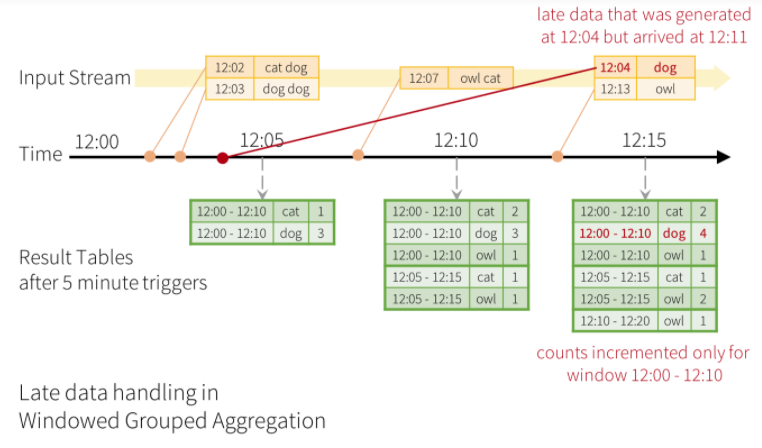 late data that was generated
at 12:04 but arrived at 12:11
Input Stream
12:02 cat dog
12:03 dog dog
12:07 owl cat
12:04 dog
12:13 owl
Time
12:00
12:05
12:10
12:15
12:00 - 12:10 cat 1
12:00 - 12:10 dog 3
12:00 - 12:10 cat 2
12:00 - 12:10 dog 3
12:00 - 12:10 owl 1
12:05 - 12:15 cat 1
12:05 - 12:15 owl 1
12:00 - 12:10 cat 2
12:00 - 12:10 dog 4
12:00 - 12:10 owl 1
12:05 - 12:15 cat 1
12:05 - 12:15 owl 2
12:10 - 12:20 owl 1
Result Tables
after 5 minute triggers
counts incremented only for
window 12:00 - 12:10
Late data handling in
Windowed Grouped Aggregation